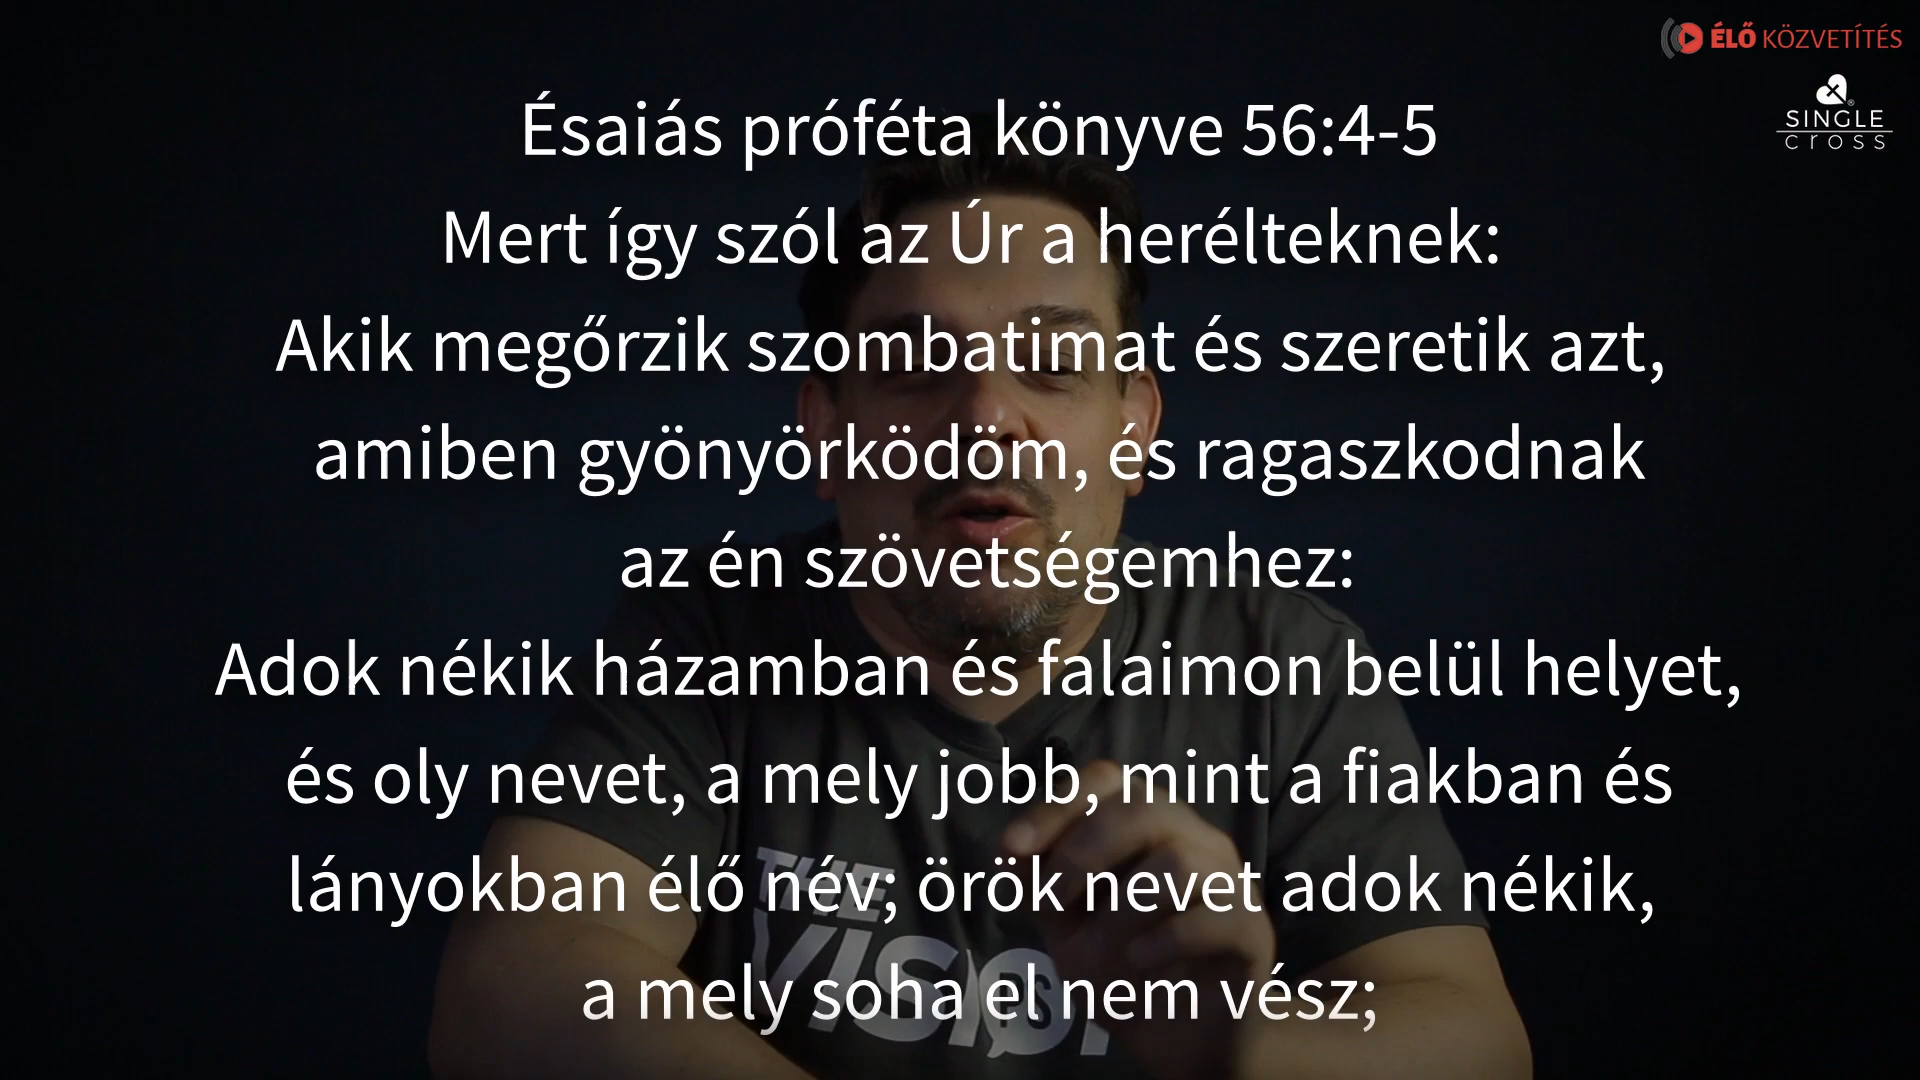 ÉLŐ KÖZVETÍTÉS
SINGLE
cross
Ésaiás próféta könyve 56:4-5
Mert így szól az Úr a herélteknek:
Akik megőrzik szombatimat és szeretik azt,
amiben gyönyörködöm, és ragaszkodnak
az én szövetségemhez:
Adok nékik házamban és falaimon belül helyet,
és oly nevet, a mely jobb, mint a fiakban és
lányokban élő név; örök nevet adok nékik,
a mely soha el nem vész;
THE